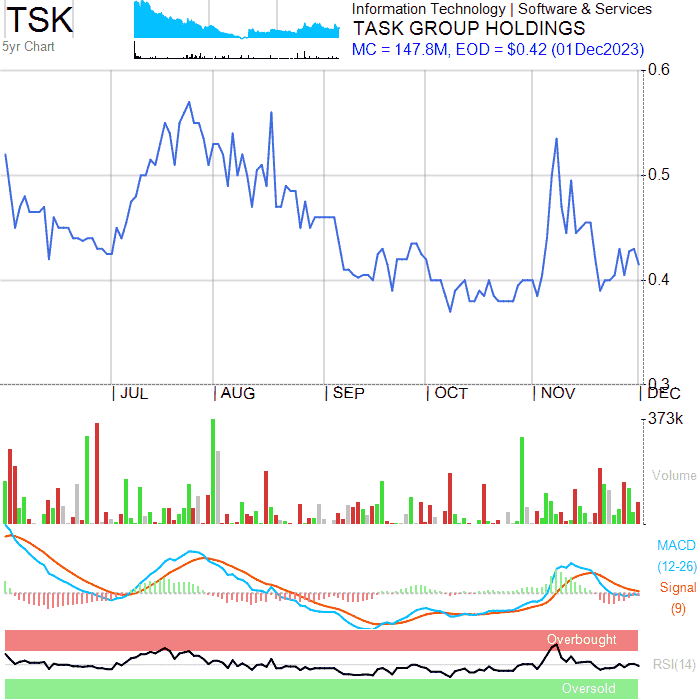 TSK
5yr Chart
Information Technology | Software & Services
TASK GROUP HOLDINGS
MC = 147.8M, EOD = $0.42 (01Dec2023)
0.6
0.5
0.4
0.3
| JUL | AUG | SEP | OCT | NOV | DEC
373k
Volume
MACD
(12-26)
Signal
(9)
Overbought
RSI(14)
Oversold